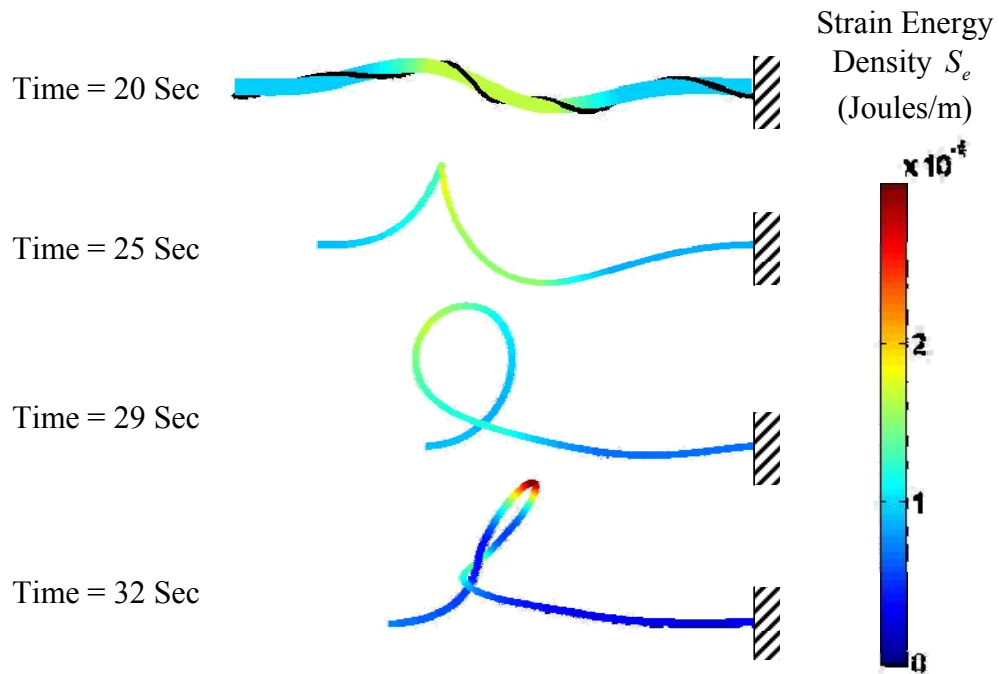 Strain Energy
Density S_e
(Joules/m)
Time = 20 Sec
x 10
Time = 25 Sec
2
Time = 29 Sec
1
Time = 32 Sec
0